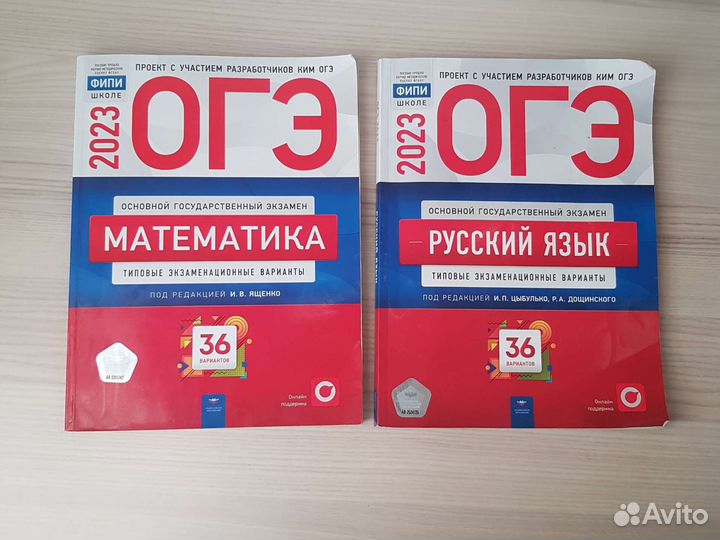 ПРОЕКТ С УЧАСТИЕМ РАЗРАБОТЧИКОВ КИМ ОГЭ
ФИПИ
ШКОЛЕ
2023
ОГЭ
ОСНОВНОЙ ГОСУДАРСТВЕННЫЙ ЭКЗАМЕН
МАТЕМАТИКА
ТИПОВЫЕ ЭКЗАМЕНАЦИОННЫЕ ВАРИАНТЫ
ПОД РЕДАКЦИЕЙ И. В. ЯЩЕНКО
36
ВАРИАНТОВ
Онлайн
поддержка
ПРОЕКТ С УЧАСТИЕМ РАЗРАБОТЧИКОВ КИМ ОГЭ
ФИПИ
ШКОЛЕ
2023
ОГЭ
ОСНОВНОЙ ГОСУДАРСТВЕННЫЙ ЭКЗАМЕН
РУССКИЙ ЯЗЫК
ТИПОВЫЕ ЭКЗАМЕНАЦИОННЫЕ ВАРИАНТЫ
ПОД РЕДАКЦИЕЙ И. П. ЦЫБУЛЬКО, Р.А. ДОЩИНСКОГО
36
ВАРИАНТОВ
Онлайн
поддержка
Avito